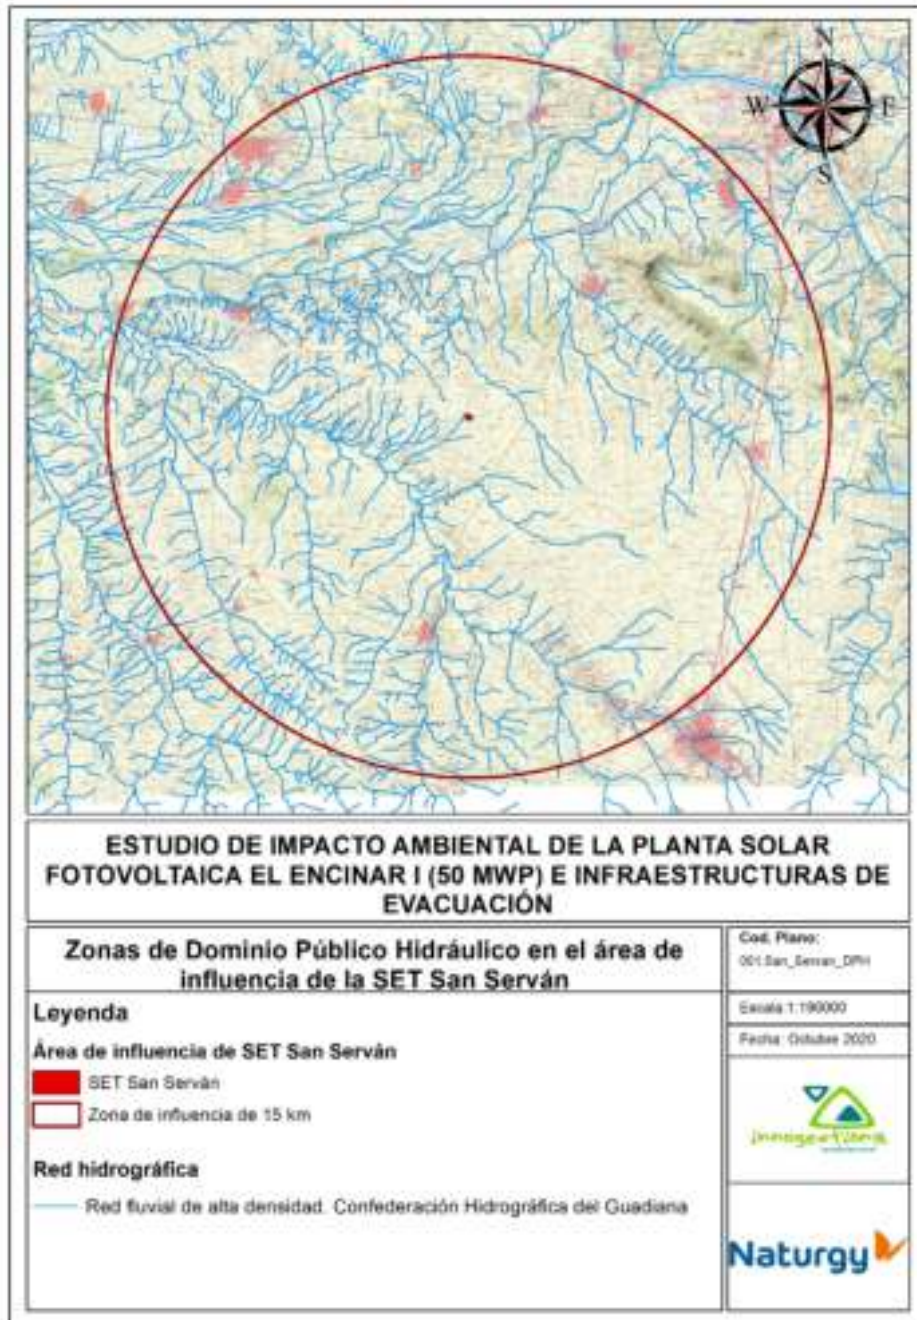 N
W
E
S
ESTUDIO DE IMPACTO AMBIENTAL DE LA PLANTA SOLAR
FOTOVOLTAICA EL ENCINAR I (50 MWP) E INFRAESTRUCTURAS DE
EVACUACIÓN
Zonas de Dominio Público Hidráulico en el área de
influencia de la SET San Serván
Cod. Plano:
001.San_Servan_DPH
Escala 1:190000
Fecha: Octubre 2020
Leyenda
Área de influencia de SET San Serván
SET San Serván
Zona de influencia de 15 km
Red hidrográfica
Red fluvial de alta densidad. Confederación Hidrográfica del Guadiana
Naturgy